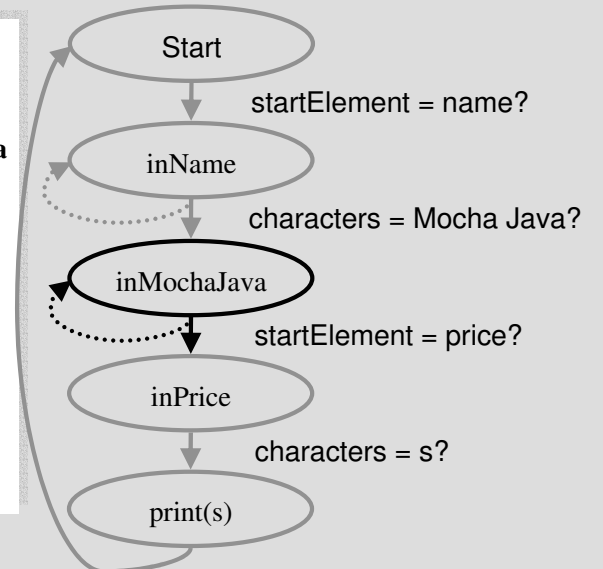 Start
startElement = name?
a
inName
characters = Mocha Java?
inMochaJava
startElement = price?
inPrice
characters = s?
print(s)